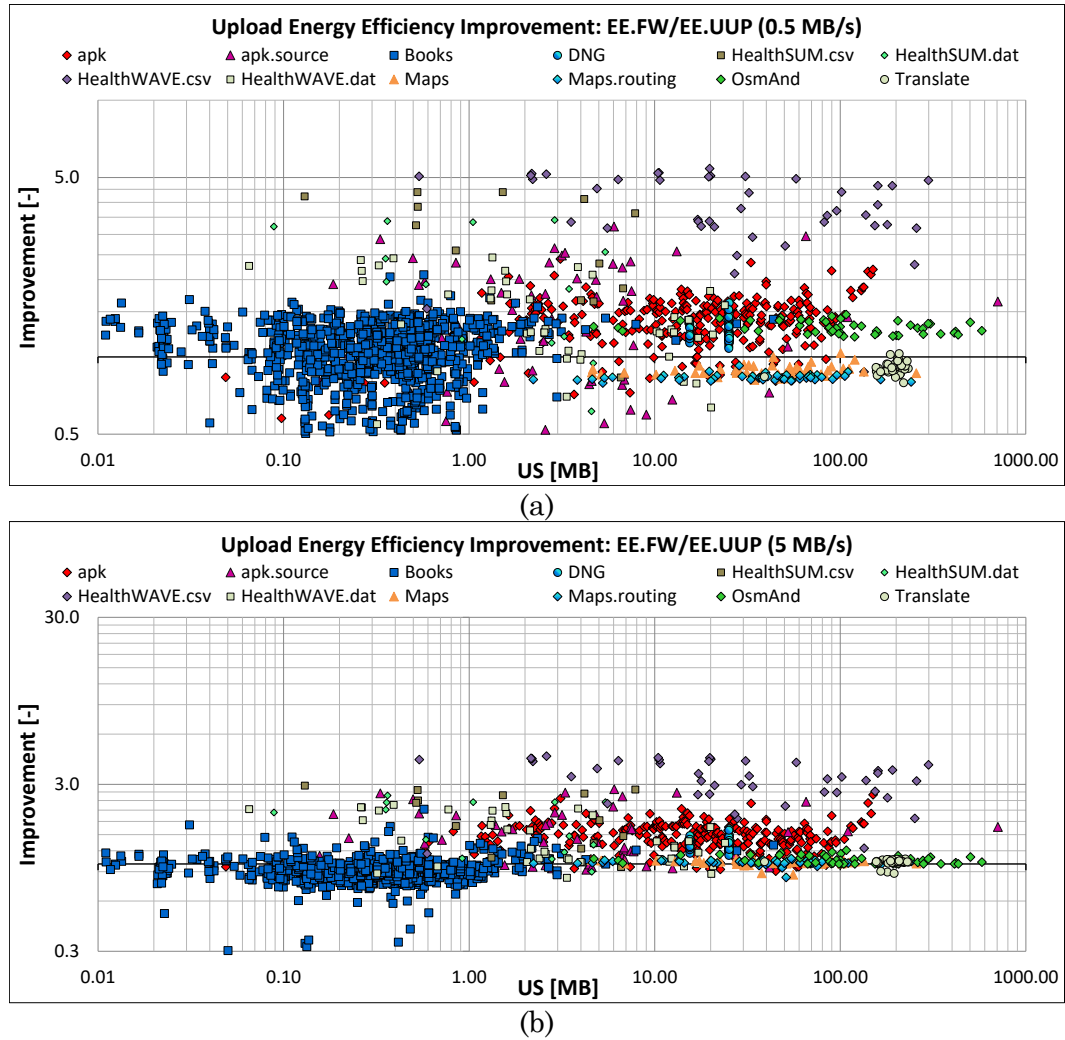 Upload Energy Efficiency Improvement: EE.FW/EE.UUP (0.5 MB/s)
apk apk.source Books DNG HealthSUM.csv HealthSUM.dat
HealthWAVE.csv HealthWAVE.dat Maps Maps.routing OsmAnd Translate
Improvement [-]
5.0
0.5
0.01 0.10 1.00 10.00 100.00 1000.00
US [MB]
(a)
Upload Energy Efficiency Improvement: EE.FW/EE.UUP (5 MB/s)
apk apk.source Books DNG HealthSUM.csv HealthSUM.dat
HealthWAVE.csv HealthWAVE.dat Maps Maps.routing OsmAnd Translate
Improvement [-]
30.0
3.0
0.3
0.01 0.10 1.00 10.00 100.00 1000.00
US [MB]
(b)